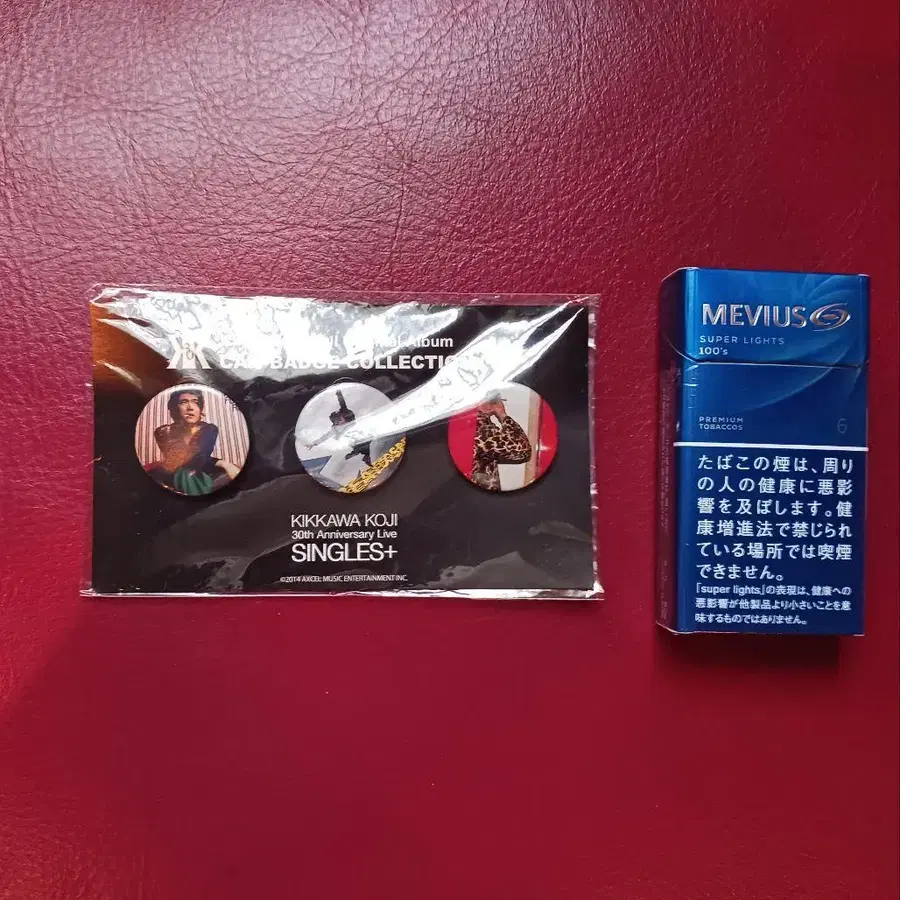 Album
CAN BADGE COLLECTION
KIKKAWA KOJI
30th Anniversary Live
SINGLES+
©2014 AXCEL MUSIC ENTERTAINMENT INC.
MEVIUS
SUPER LIGHTS
100's
PREMIUM
TOBACCOS
6
たばこの煙は、周り
の人の健康に悪影
響を及ぼします。健
康増進法で禁じられ
ている場所では喫煙
できません。
「super lights」の表現は、健康への
悪影響が他製品より小さいことを意
味するものではありません。